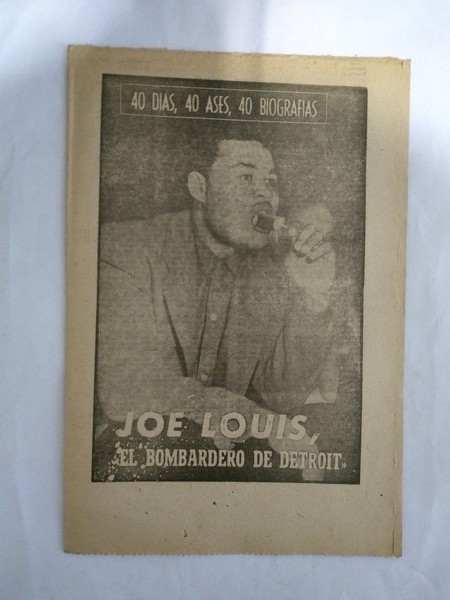 40 DIAS, 40 ASES, 40 BIOGRAFIAS
JOE LOUIS,
«EL BOMBARDERO DE DETROIT»